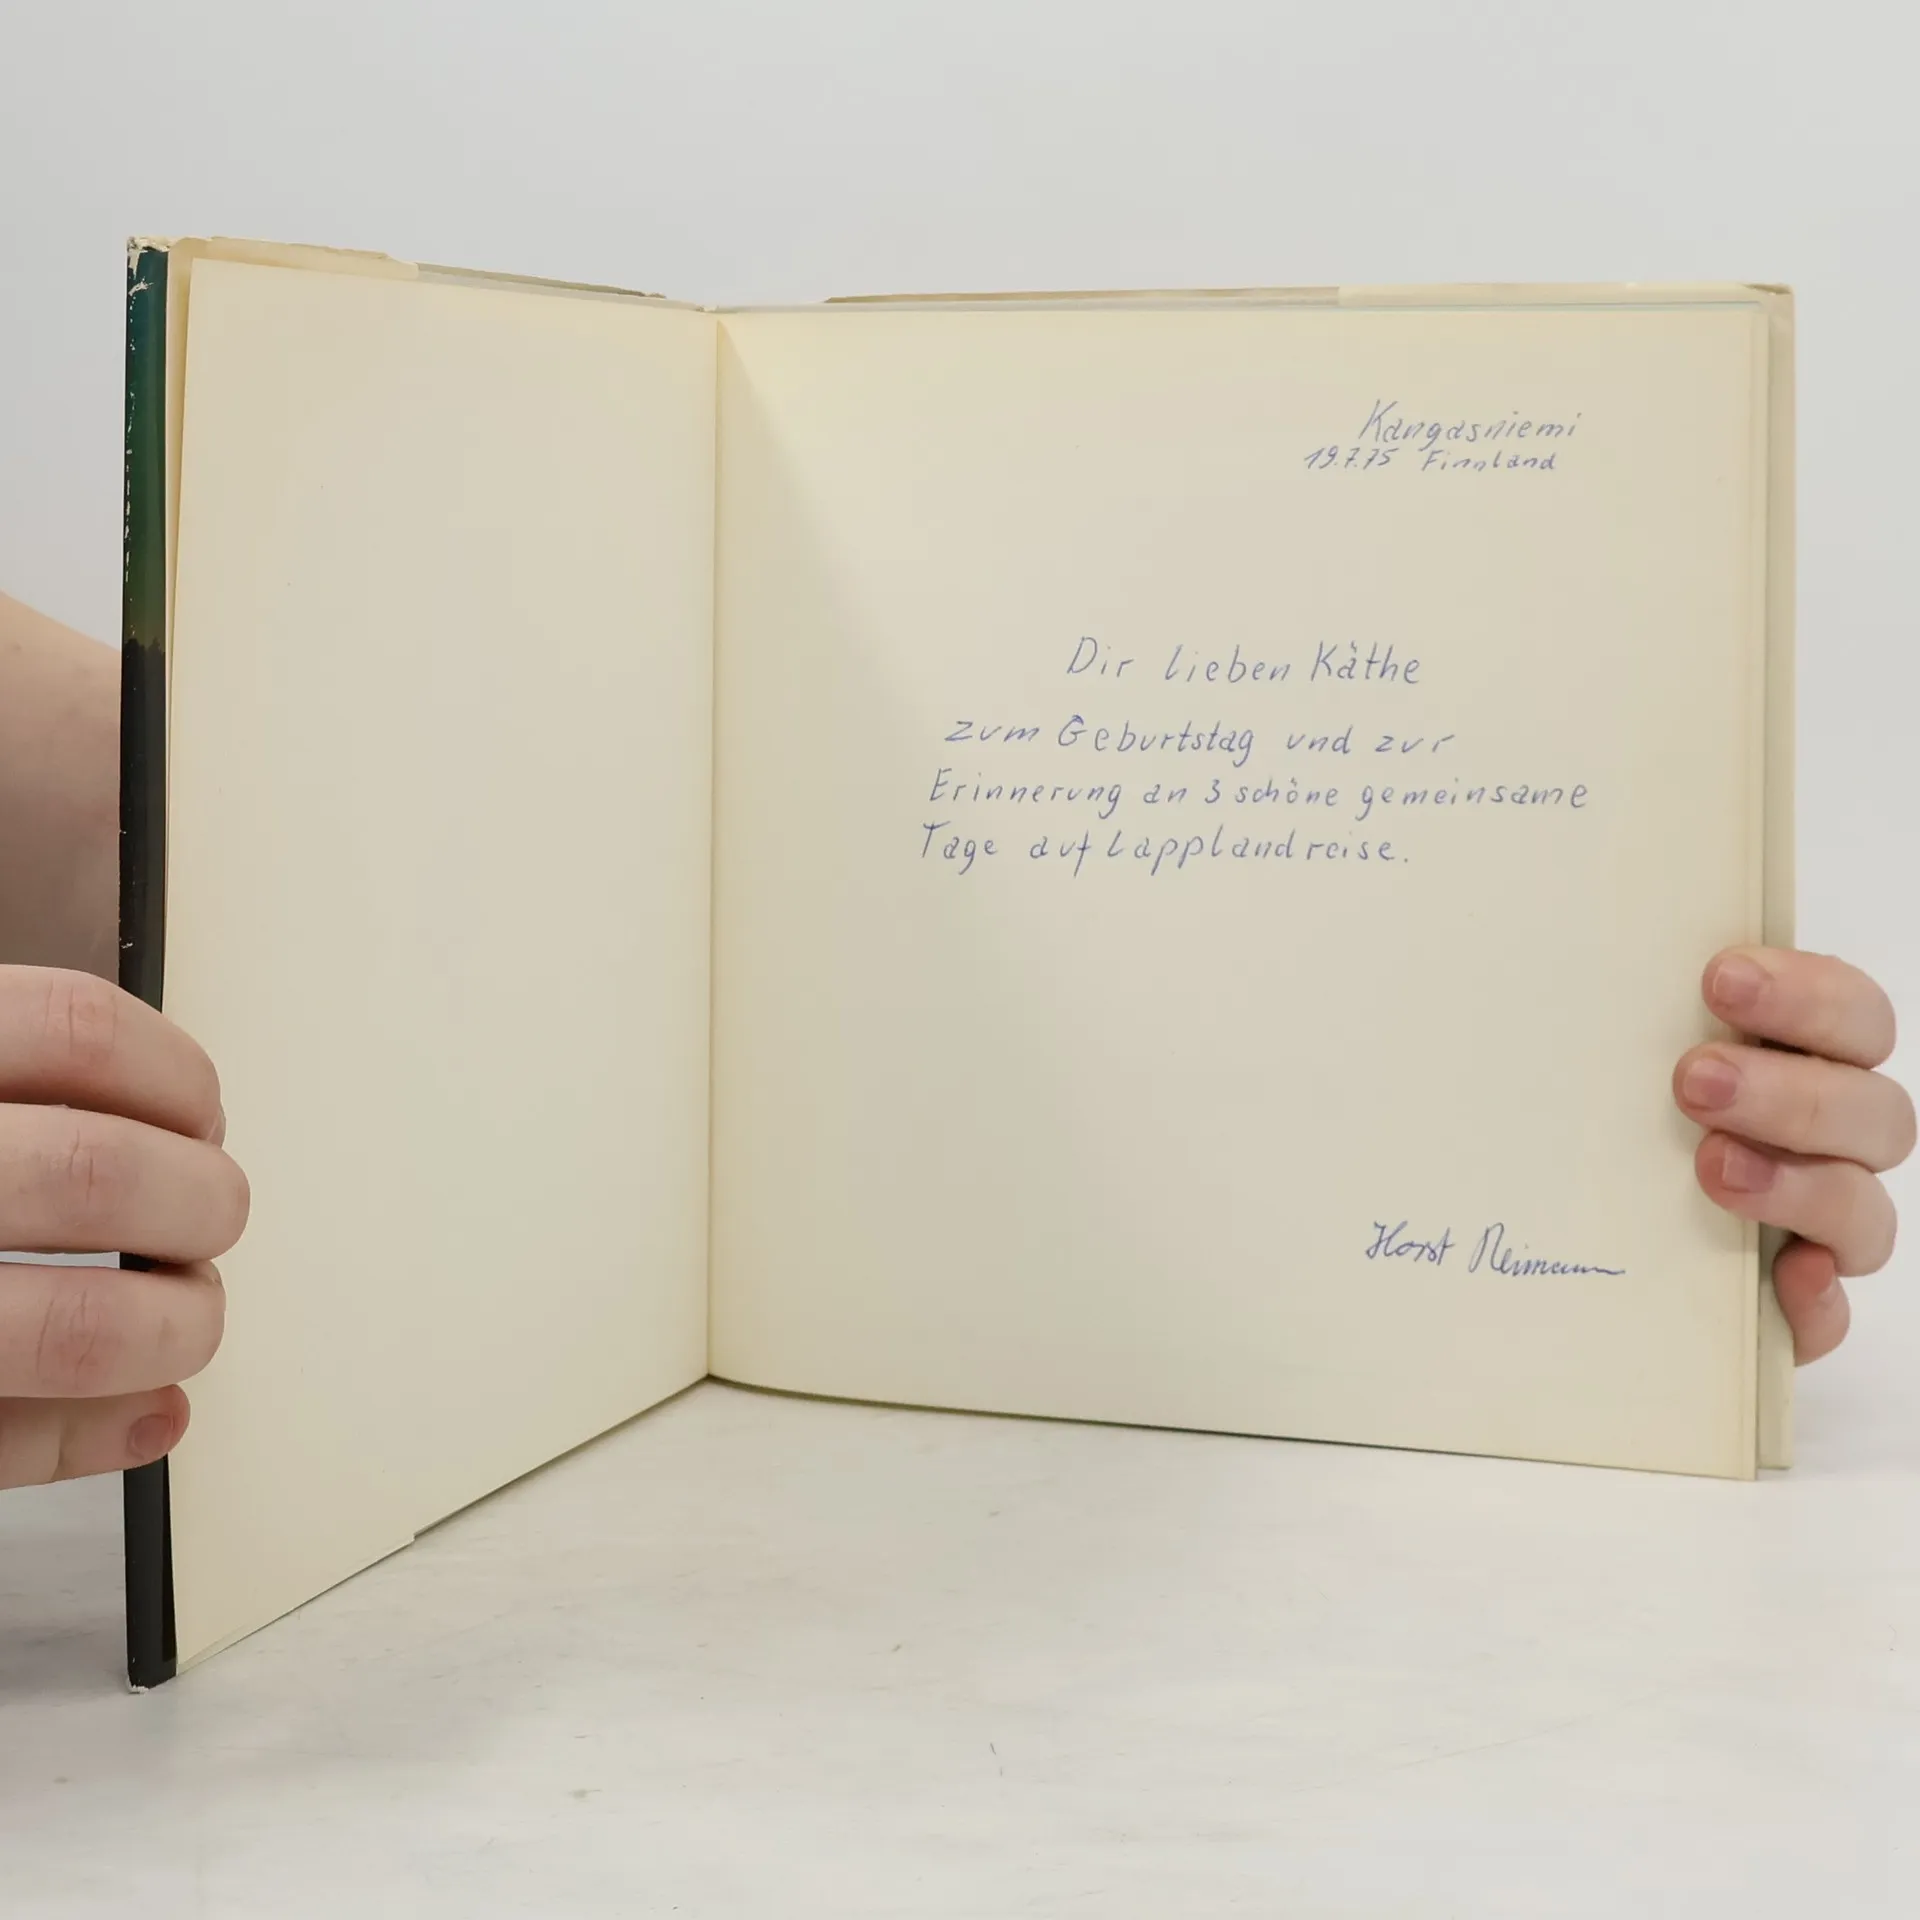 Kangasniemi
19.7.75 Finnland
Dir lieben Käthe
zum Geburtstag und zur
Erinnerung an 3 schöne gemeinsame
Tage auf Lapplandreise.
Horst Reimann